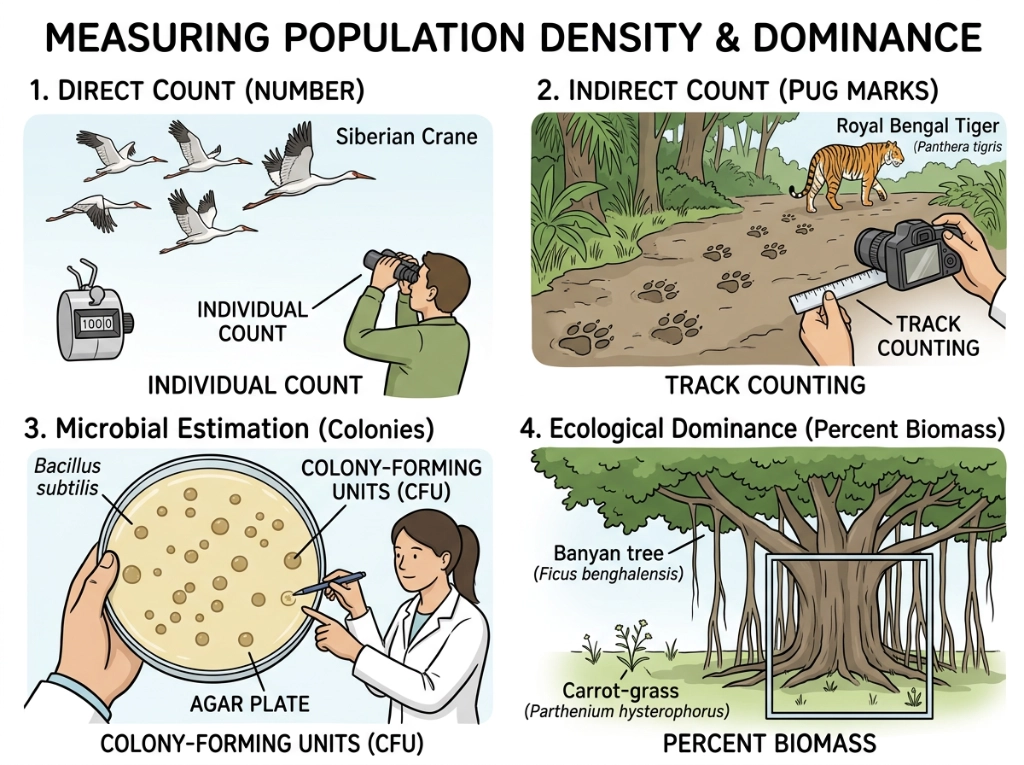 MEASURING POPULATION DENSITY & DOMINANCE
1. DIRECT COUNT (NUMBER)
Siberian Crane
1000
INDIVIDUAL
COUNT
INDIVIDUAL COUNT
2. INDIRECT COUNT (PUG MARKS)
Royal Bengal Tiger
(Panthera tigris
TRACK
COUNTING
TRACK COUNTING
3. Microbial Estimation (Colonies)
Bacillus
subtilis
COLONY-FORMING
UNITS (CFU)
AGAR PLATE
COLONY-FORMING UNITS (CFU)
4. Ecological Dominance (Percent Biomass)
Banyan tree
(Ficus benghalensis)
Carrot-grass
(Parthenium hysterophorus)
PERCENT BIOMASS